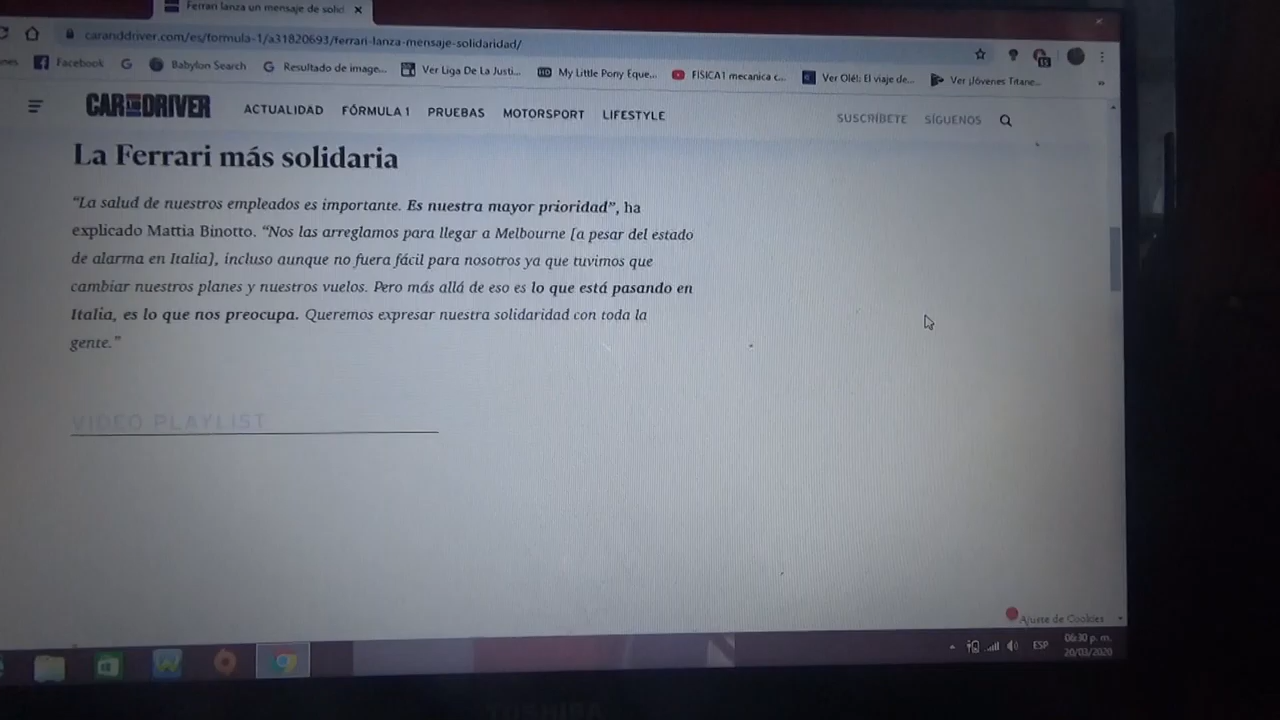 Ferrari lanza un mensaje de solid
caranddriver.com/es/formula-1/a31820693/ferrari-lanza-mensaje-solidaridad/
Facebook
Babylon Search
Resultado de image...
Ver Liga De La Justi...
My Little Pony Eque...
FISICA1 mecanica c...
Ver Olé!: El viaje de...
Ver Jóvenes Titane...
CAR AND DRIVER ACTUALIDAD FÓRMULA 1 PRUEBAS MOTORSPORT LIFESTYLE SUSCRÍBETE SÍGUENOS
La Ferrari más solidaria
“La salud de nuestros empleados es importante. Es nuestra mayor prioridad”, ha
explicado Mattia Binotto. “Nos las arreglamos para llegar a Melbourne [a pesar del estado
de alarma en Italia], incluso aunque no fuera fácil para nosotros ya que tuvimos que
cambiar nuestros planes y nuestros vuelos. Pero más allá de eso es lo que está pasando en
Italia, es lo que nos preocupa. Queremos expresar nuestra solidaridad con toda la
gente.”
VIDEO PLAYLIST
Ajuste de Cookies
ESP
06:30 p. m.
20/03/2020
TOSHIBA